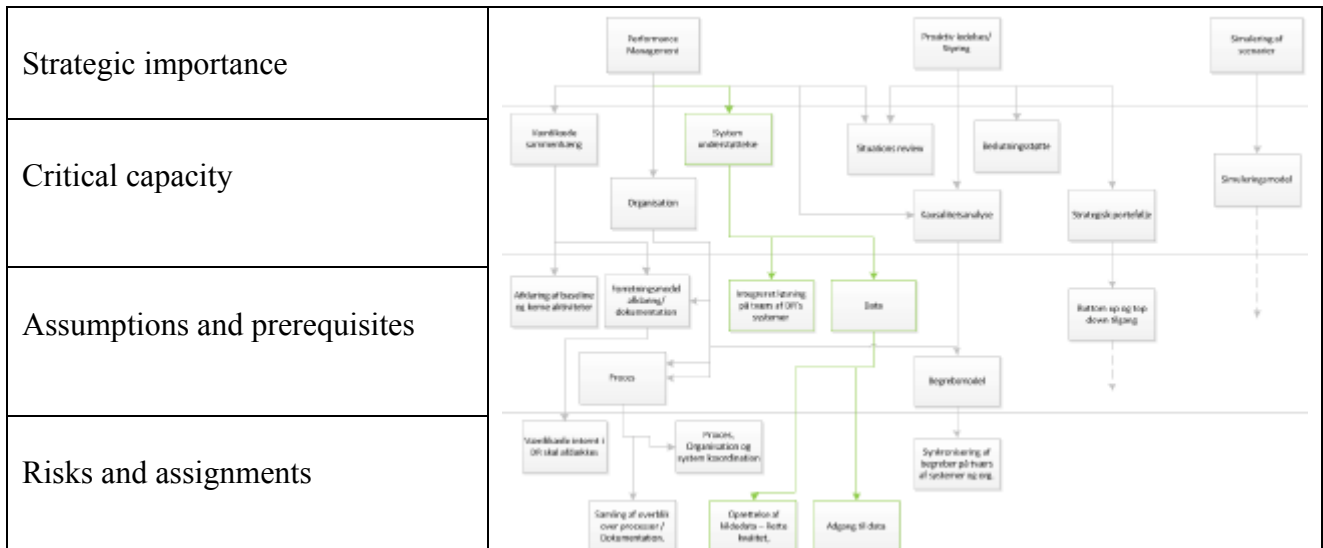 Strategic importance
Performance
Management
Proaktiv ledelse/
Styring
Simulering af
scenarier
Critical capacity
Værdikæde
sammenhæng
System
understøttelse
Situations review
Beslutningsstøtte
Simuleringsmodel
Organisation
Kausalitetsanalyse
Strategisk portefølje
Assumptions and prerequisites
Afklaring af baseline
og kerne aktiviteter
Forretningsmodel
afklaring/
dokumentation
Integreret løsning
på tværs af DR's
systemer
Data
Buttom up og top
down tilgang
Proces
Begrebsmodel
Risks and assignments
Værdikæde internt i
DR skal afdækkes
Proces,
Organisation og
system koordination
Synkronisering af
begreber på tværs
af systemer og org.
Samling af overblik
over processer /
Dokumentation.
Oprettelse af
kildedata – Rette
kvalitet,
Adgang til data